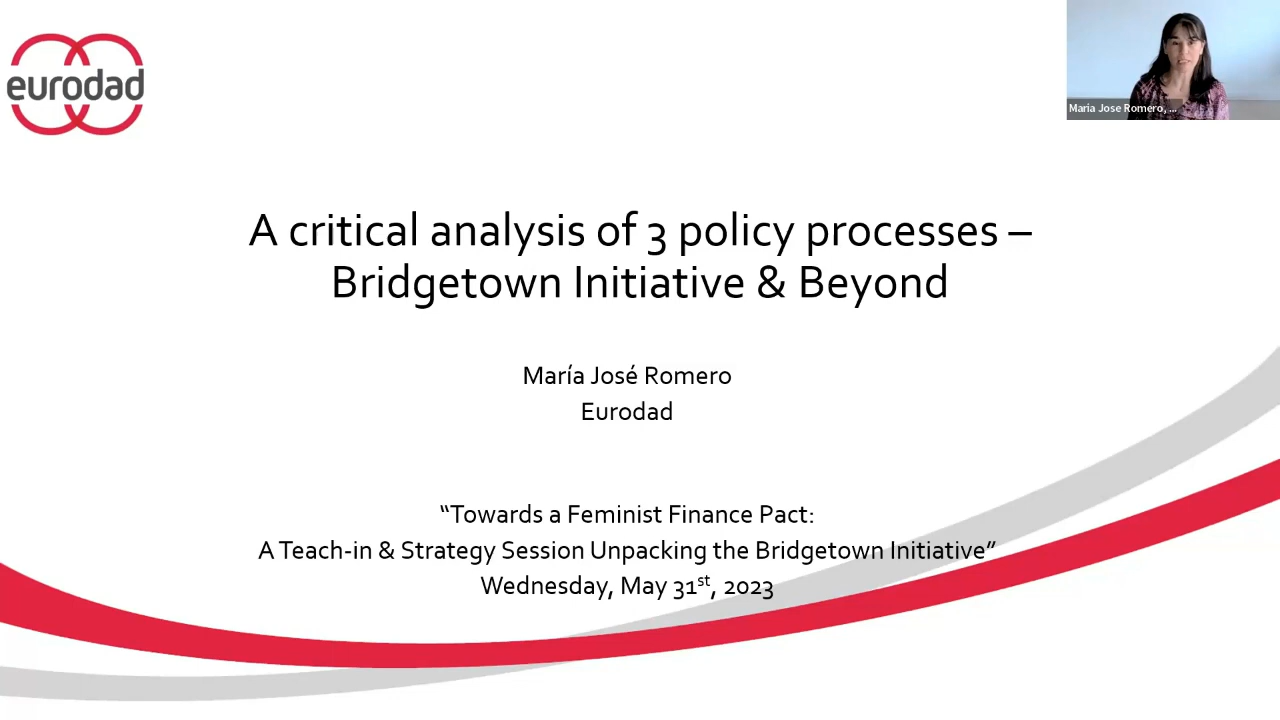 eurodad
Maria Jose Romero, ...
A critical analysis of 3 policy processes –
Bridgetown Initiative & Beyond
María José Romero
Eurodad
“Towards a Feminist Finance Pact:
A Teach-in & Strategy Session Unpacking the Bridgetown Initiative”
Wednesday, May 31st, 2023